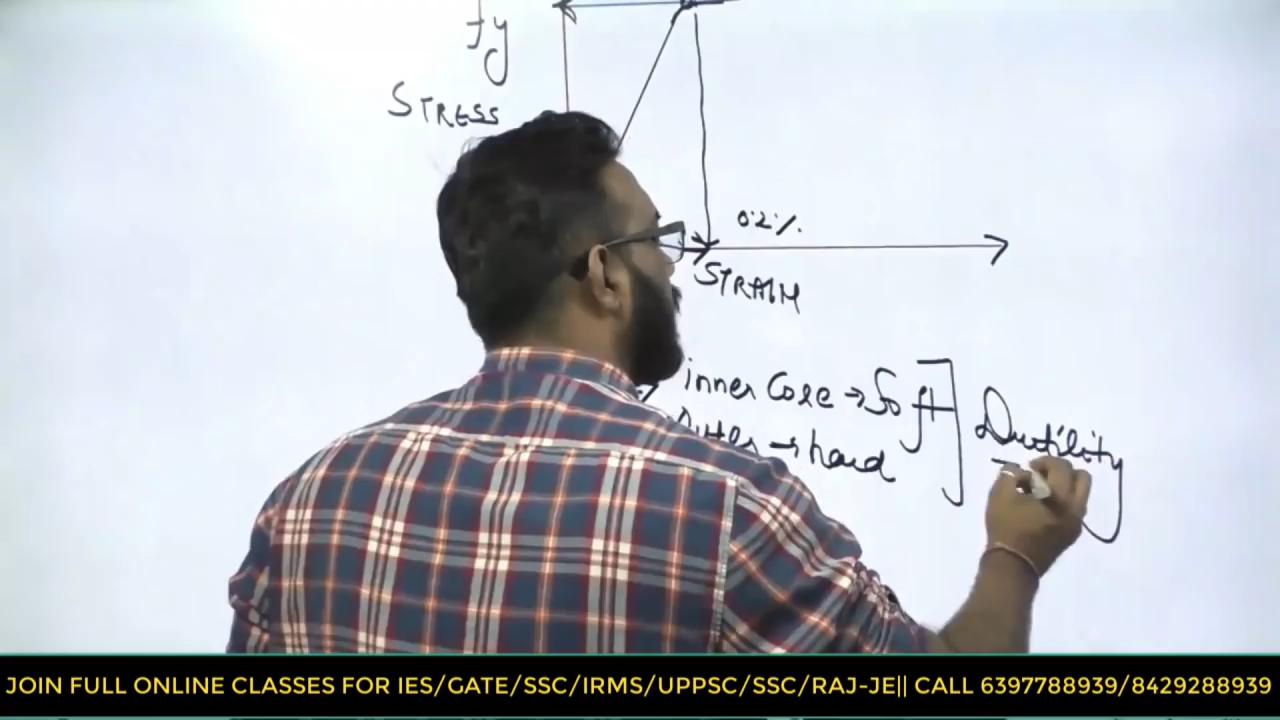 fy
STRESS
0.2%.
STRAIN
inner Core → Soft
outer → hard
Ductility
JOIN FULL ONLINE CLASSES FOR IES/GATE/SSC/IRMS/UPPSC/SSC/RAJ-JE|| CALL 6397788939/8429288939